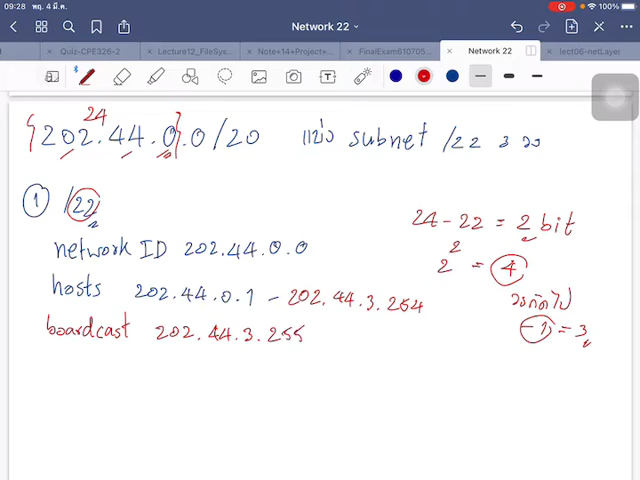 09:28 พฤ. 4 มี.ค. 100%
Network 22
Quiz-CPE326-2 Lecture12_FileSys... Note+14+Project+... FinalExam610705... Network 22 lect06-netLayer
24
202.44.0.0/20 แบ่ง subnet /22 3 วง
1 /22
24 - 22 = 2 bit
network ID 202.44.0.0
2² = 4
hosts 202.44.0.1 - 202.44.3.254
วงถัดไป
boardcast 202.44.3.255
-1 = 3